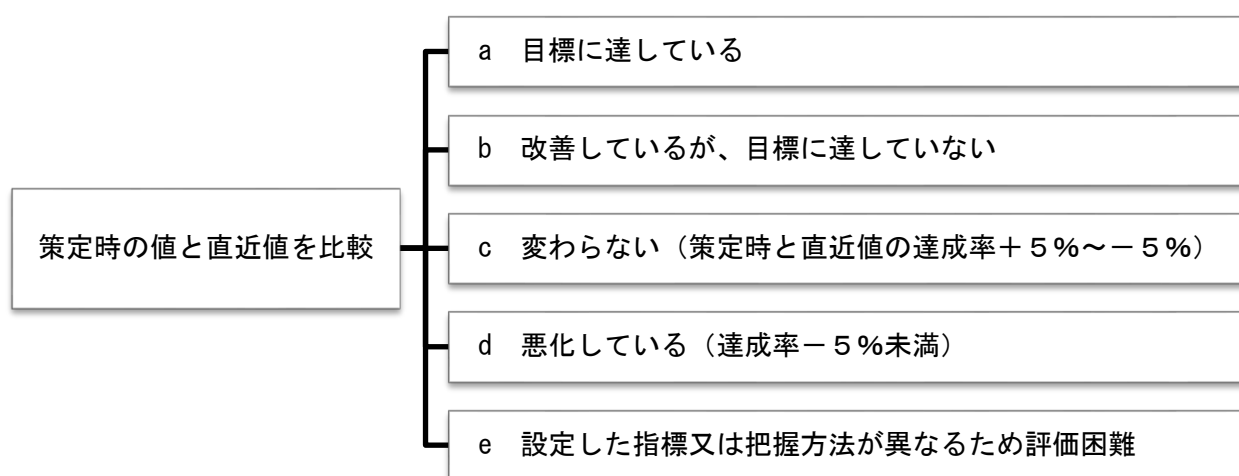 a　目標に達している
b　改善しているが、目標に達していない
策定時の値と直近値を比較
c　変わらない（策定時と直近値の達成率＋５％～－５％）
d　悪化している（達成率－５％未満）
e　設定した指標又は把握方法が異なるため評価困難